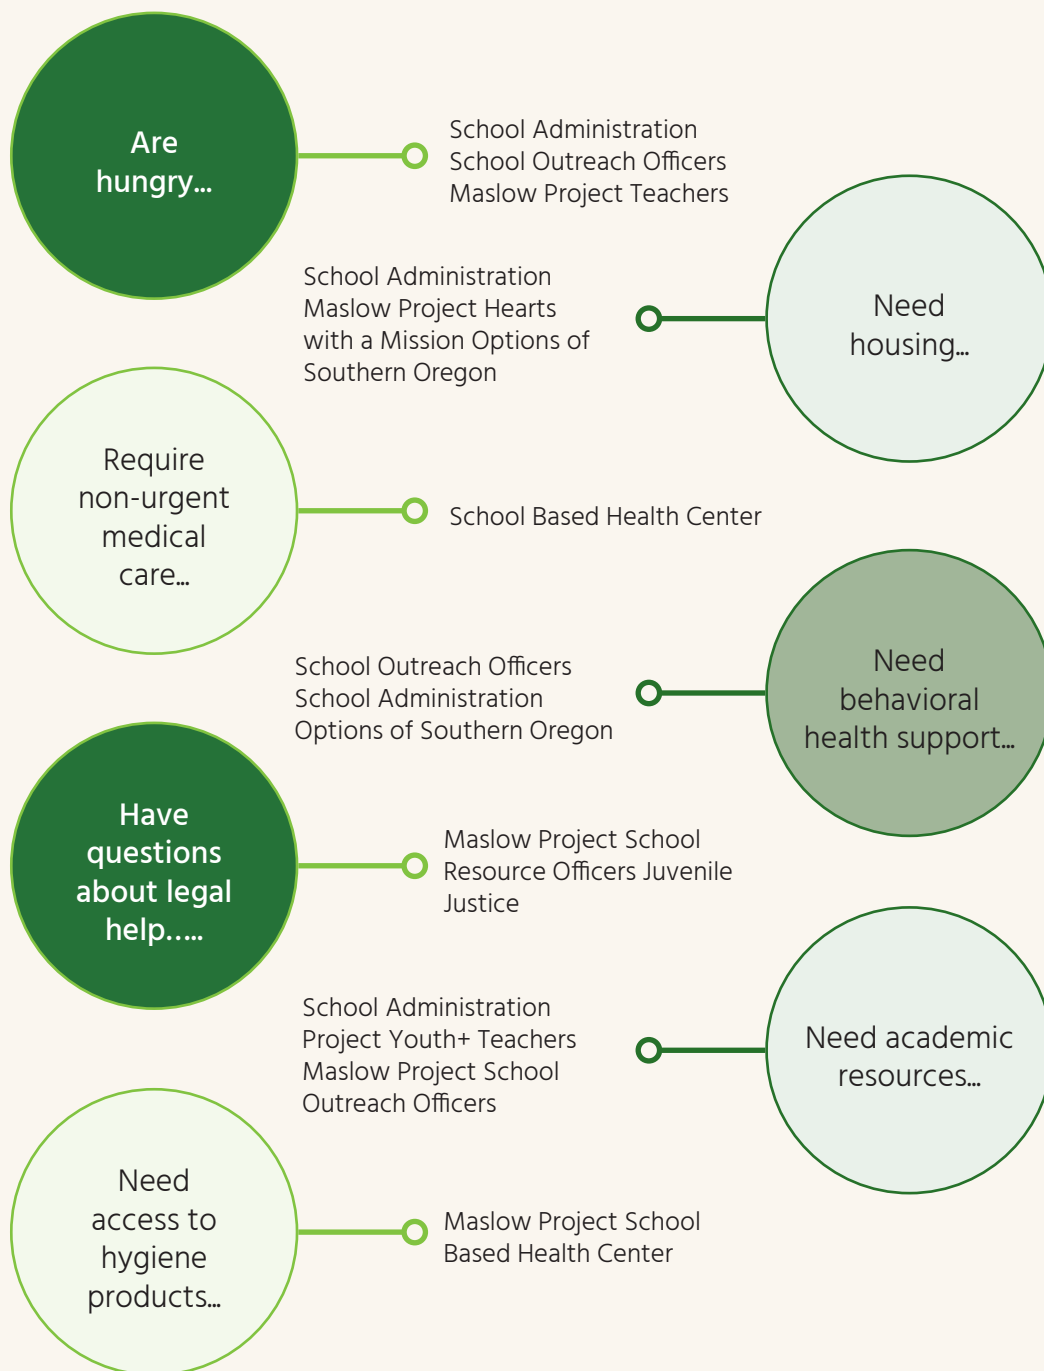 Are
hungry...
School Administration
School Outreach Officers
Maslow Project Teachers
School Administration
Maslow Project Hearts
with a Mission Options of
Southern Oregon
Need
housing...
Require
non-urgent
medical
care...
School Based Health Center
School Outreach Officers
School Administration
Options of Southern Oregon
Need
behavioral
health support...
Have
questions
about legal
help.....
Maslow Project School
Resource Officers Juvenile
Justice
School Administration
Project Youth+ Teachers
Maslow Project School
Outreach Officers
Need academic
resources...
Need
access to
hygiene
products...
Maslow Project School
Based Health Center